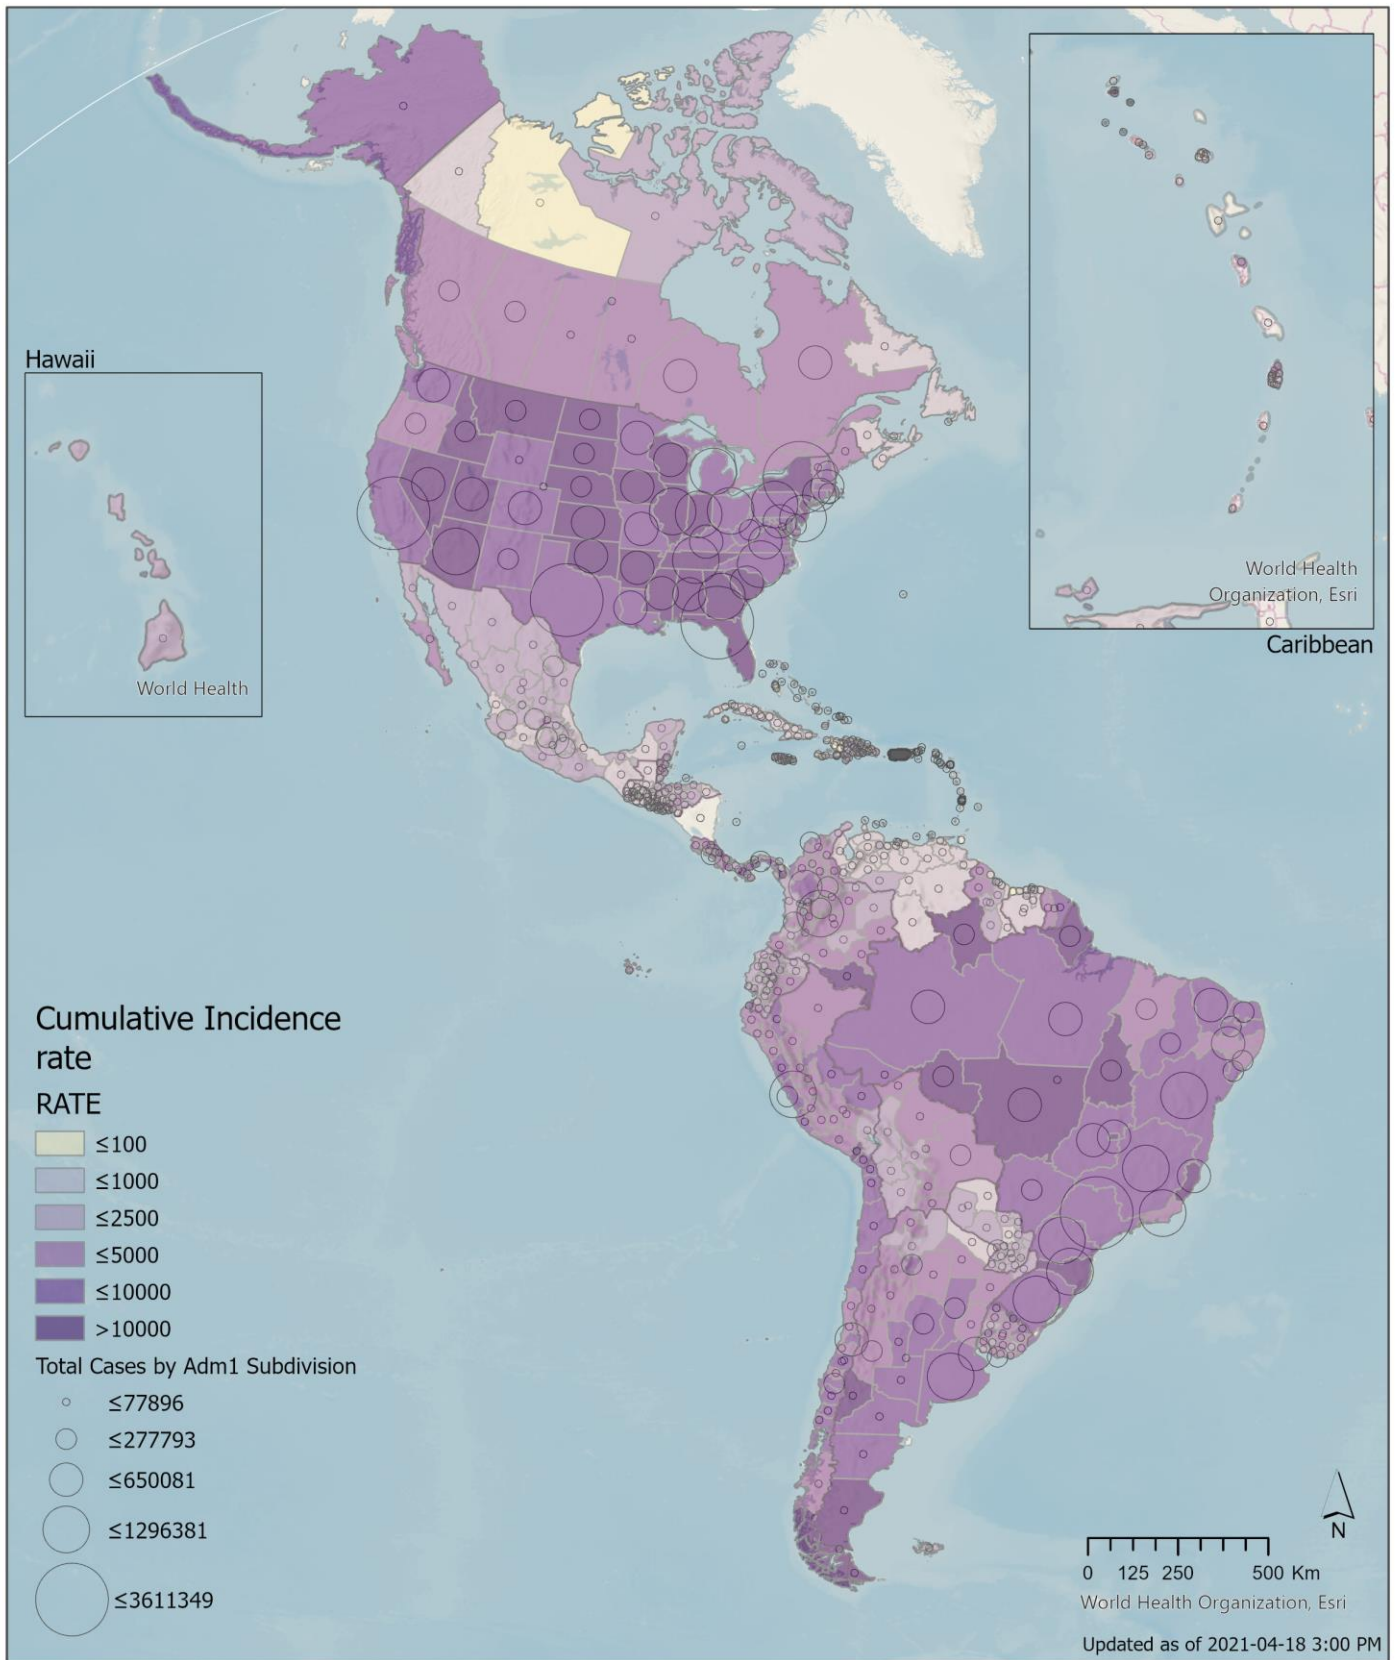 Hawaii
World Health
World Health
Organization, Esri
Caribbean
Cumulative Incidence
rate
RATE
≤100
≤1000
≤2500
≤5000
≤10000
>10000
Total Cases by Adm1 Subdivision
≤77896
≤277793
≤650081
≤1296381
≤3611349
N
0 125 250 500 Km
World Health Organization, Esri
Updated as of 2021-04-18 3:00 PM